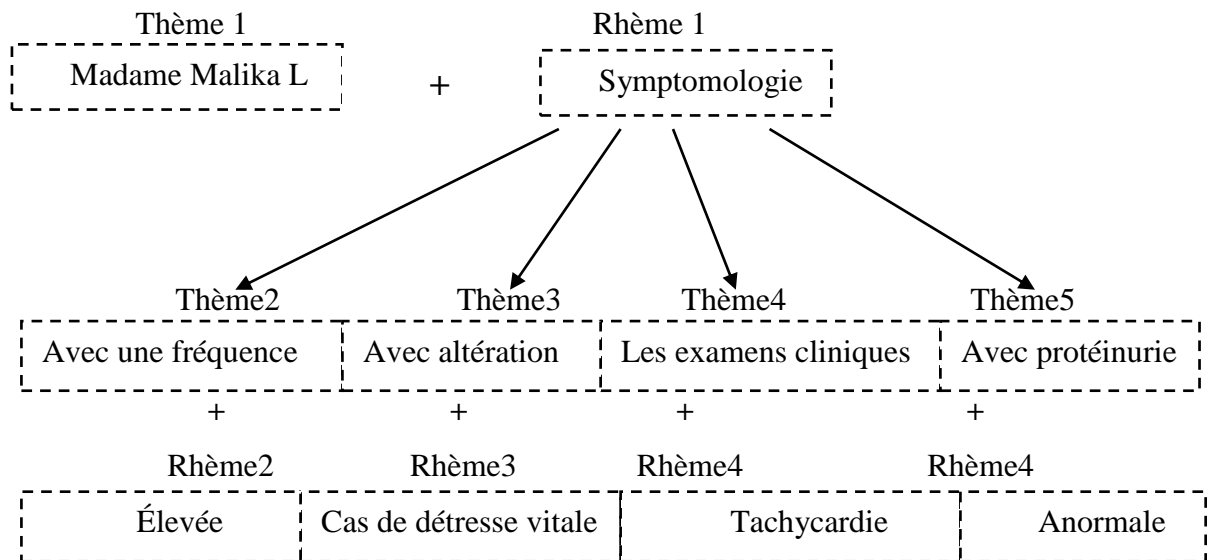 Thème 1 Rhème 1
Madame Malika L + Symptomologie
Thème2 Thème3 Thème4 Thème5
Avec une fréquence Avec altération Les examens cliniques Avec protéinurie
+ + + +
Rhème2 Rhème3 Rhème4 Rhème4
Élevée Cas de détresse vitale Tachycardie Anormale